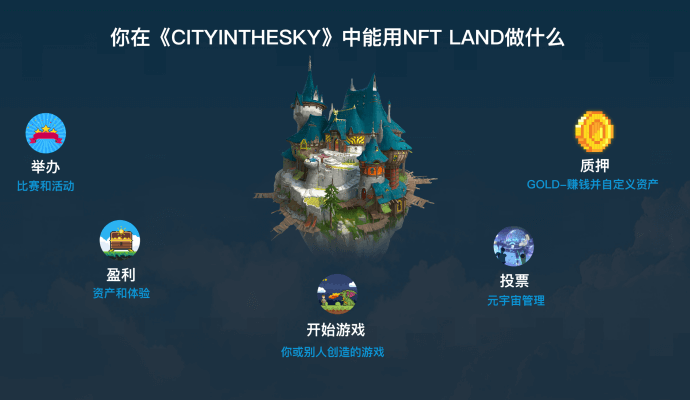 你在《CITYINTHESKY》中能用NFT LAND做什么
举办
比赛和活动
盈利
资产和体验
开始游戏
你或别人创造的游戏
投票
元宇宙管理
质押
GOLD-赚钱并自定义资产